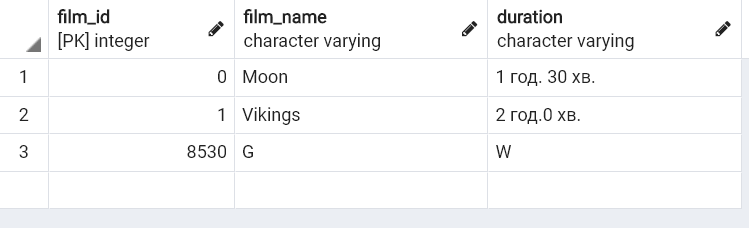 film_id film_name duration
[PK] integer character varying character varying
1 0 Moon 1 год. 30 хв.
2 1 Vikings 2 год.0 хв.
3 8530 G W